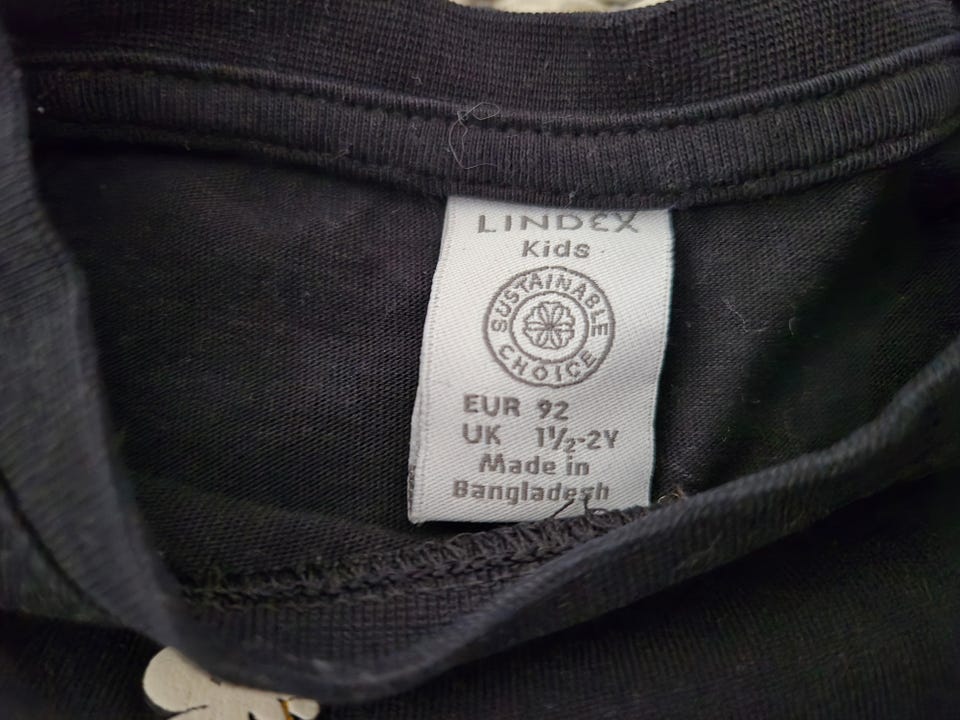 LINDEX
Kids
SUSTAINABLE
CHOICE
EUR 92
UK 1½-2Y
Made in
Bangladesh